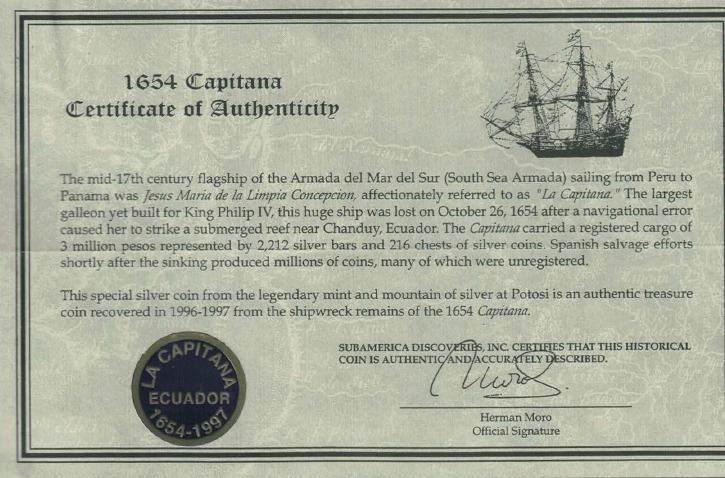 1654 Capitana
Certificate of Authenticity
The mid-17th century flagship of the Armada del Mar del Sur (South Sea Armada) sailing from Peru to
Panama was Jesus Maria de la Limpia Concepcion, affectionately referred to as "La Capitana." The largest
galleon yet built for King Philip IV, this huge ship was lost on October 26, 1654 after a navigational error
caused her to strike a submerged reef near Chanduy, Ecuador. The Capitana carried a registered cargo of
3 million pesos represented by 2,212 silver bars and 216 chests of silver coins. Spanish salvage efforts
shortly after the sinking produced millions of coins, many of which were unregistered.
This special silver coin from the legendary mint and mountain of silver at Potosi is an authentic treasure
coin recovered in 1996-1997 from the shipwreck remains of the 1654 Capitana.
SUBAMERICA DISCOVERIES, INC. CERTIFIES THAT THIS HISTORICAL
COIN IS AUTHENTIC AND ACCURATELY DESCRIBED.
LA CAPITANA
ECUADOR
1654-1997
Moro
Herman Moro
Official Signature